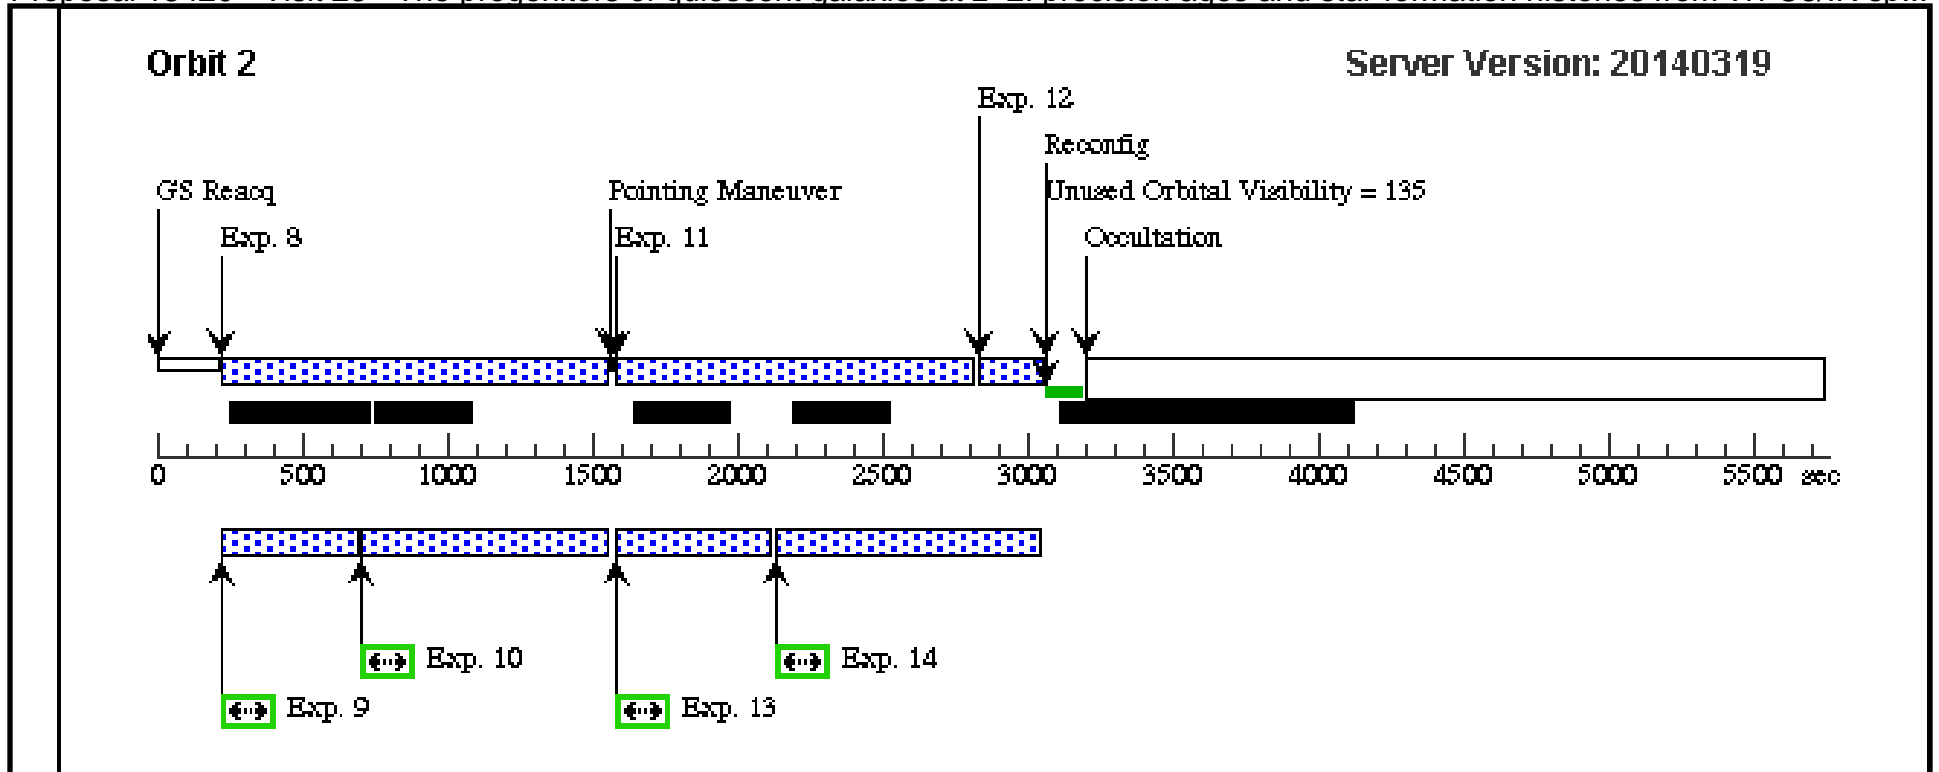 Orbit 2
Server Version: 20140319
Exp. 12
Reconfig
GS Reacq
Pointing Maneuver
Unused Orbital Visibility = 135
Exp. 8
Exp. 11
Occultation
0 500 1000 1500 2000 2500 3000 3500 4000 4500 5000 5500 sec
Exp. 10
Exp. 14
Exp. 9
Exp. 13